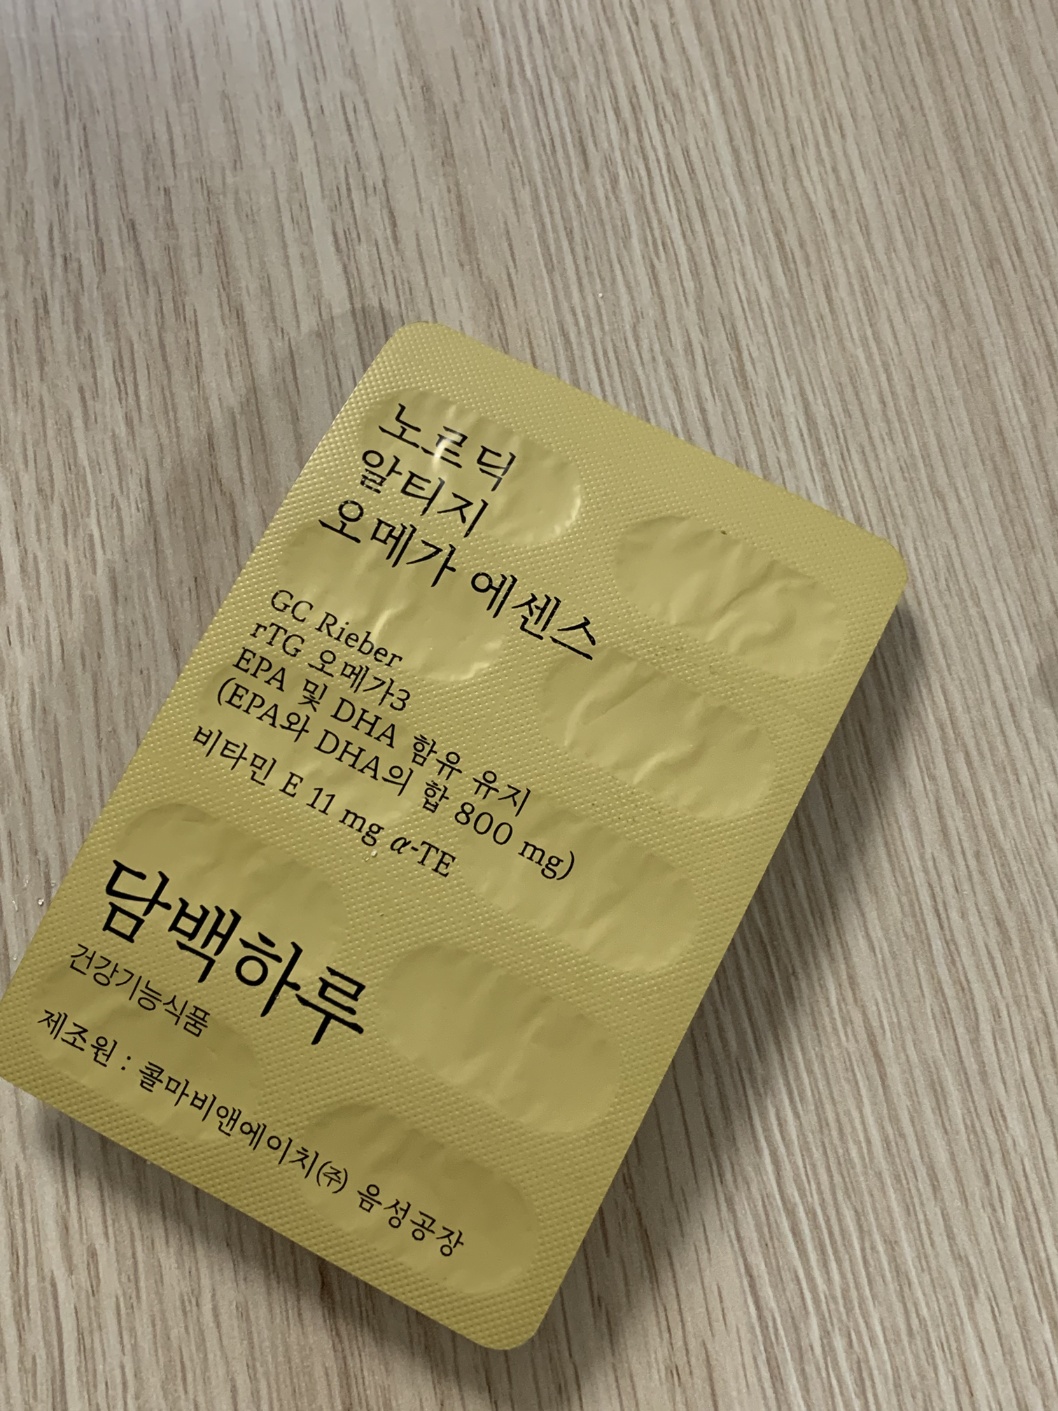 노르딕
알티지
오메가 에센스
GC Rieber
rTG 오메가3
EPA 및 DHA 함유 유지
(EPA와 DHA의 합 800 mg)
비타민 E 11 mg α-TE
담백하루
건강기능식품
제조원 : 콜마비앤에이치㈜ 음성공장